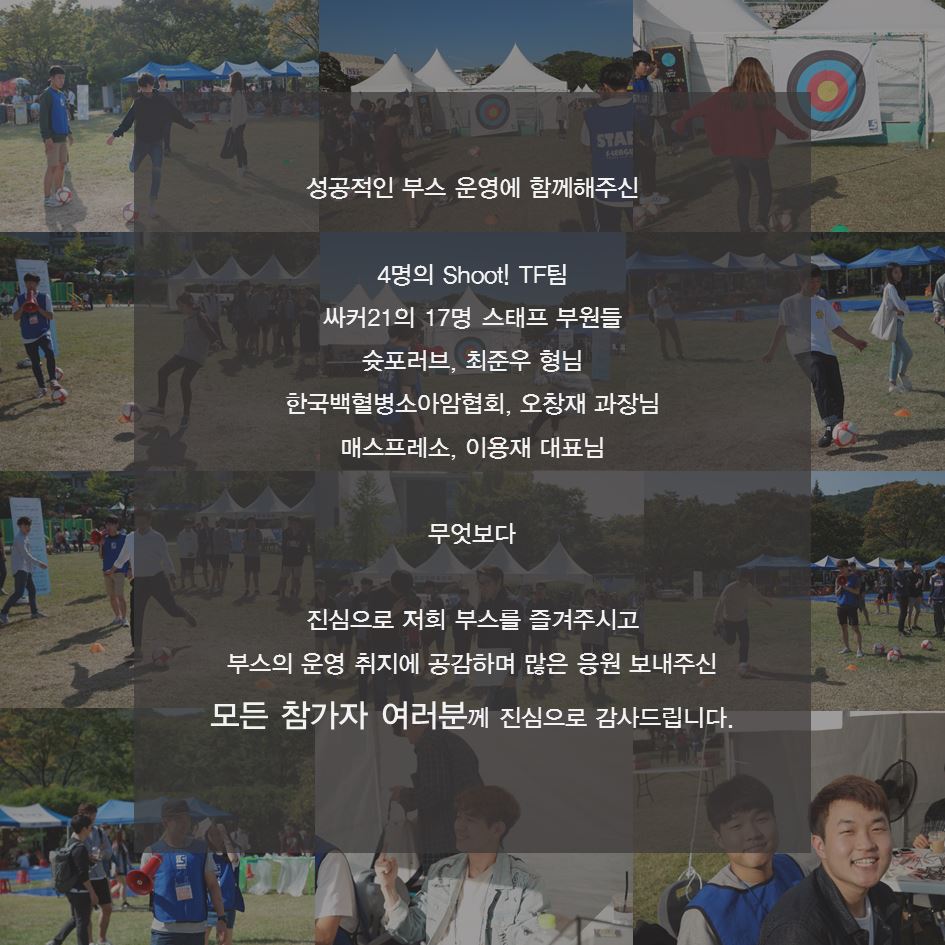 성공적인 부스 운영에 함께해주신
4명의 Shoot! TF팀
싸커21의 17명 스태프 부원들
슛포러브, 최준우 형님
한국백혈병소아암협회, 오창재 과장님
매스프레소, 이용재 대표님
무엇보다
진심으로 저희 부스를 즐겨주시고
부스의 운영 취지에 공감하며 많은 응원 보내주신
모든 참가자 여러분께 진심으로 감사드립니다.